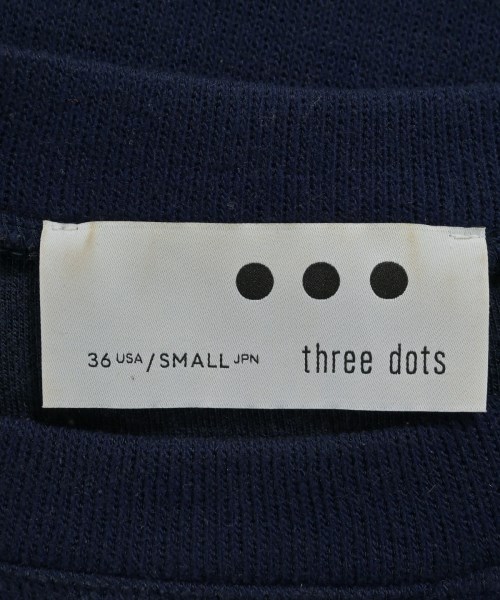 36 USA / SMALL JPN three dots